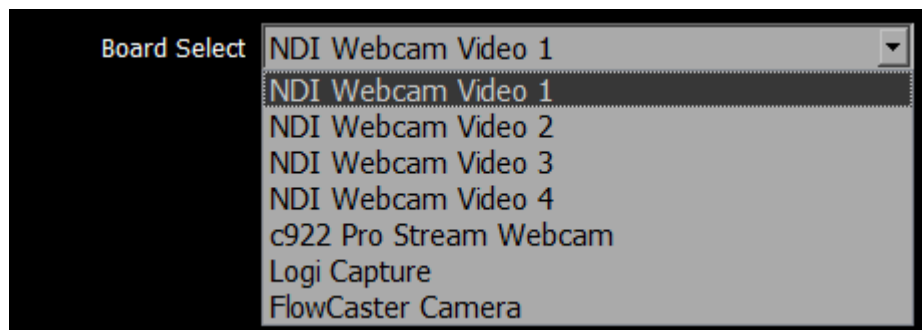 Board Select NDI Webcam Video 1
NDI Webcam Video 1
NDI Webcam Video 2
NDI Webcam Video 3
NDI Webcam Video 4
c922 Pro Stream Webcam
Logi Capture
FlowCaster Camera